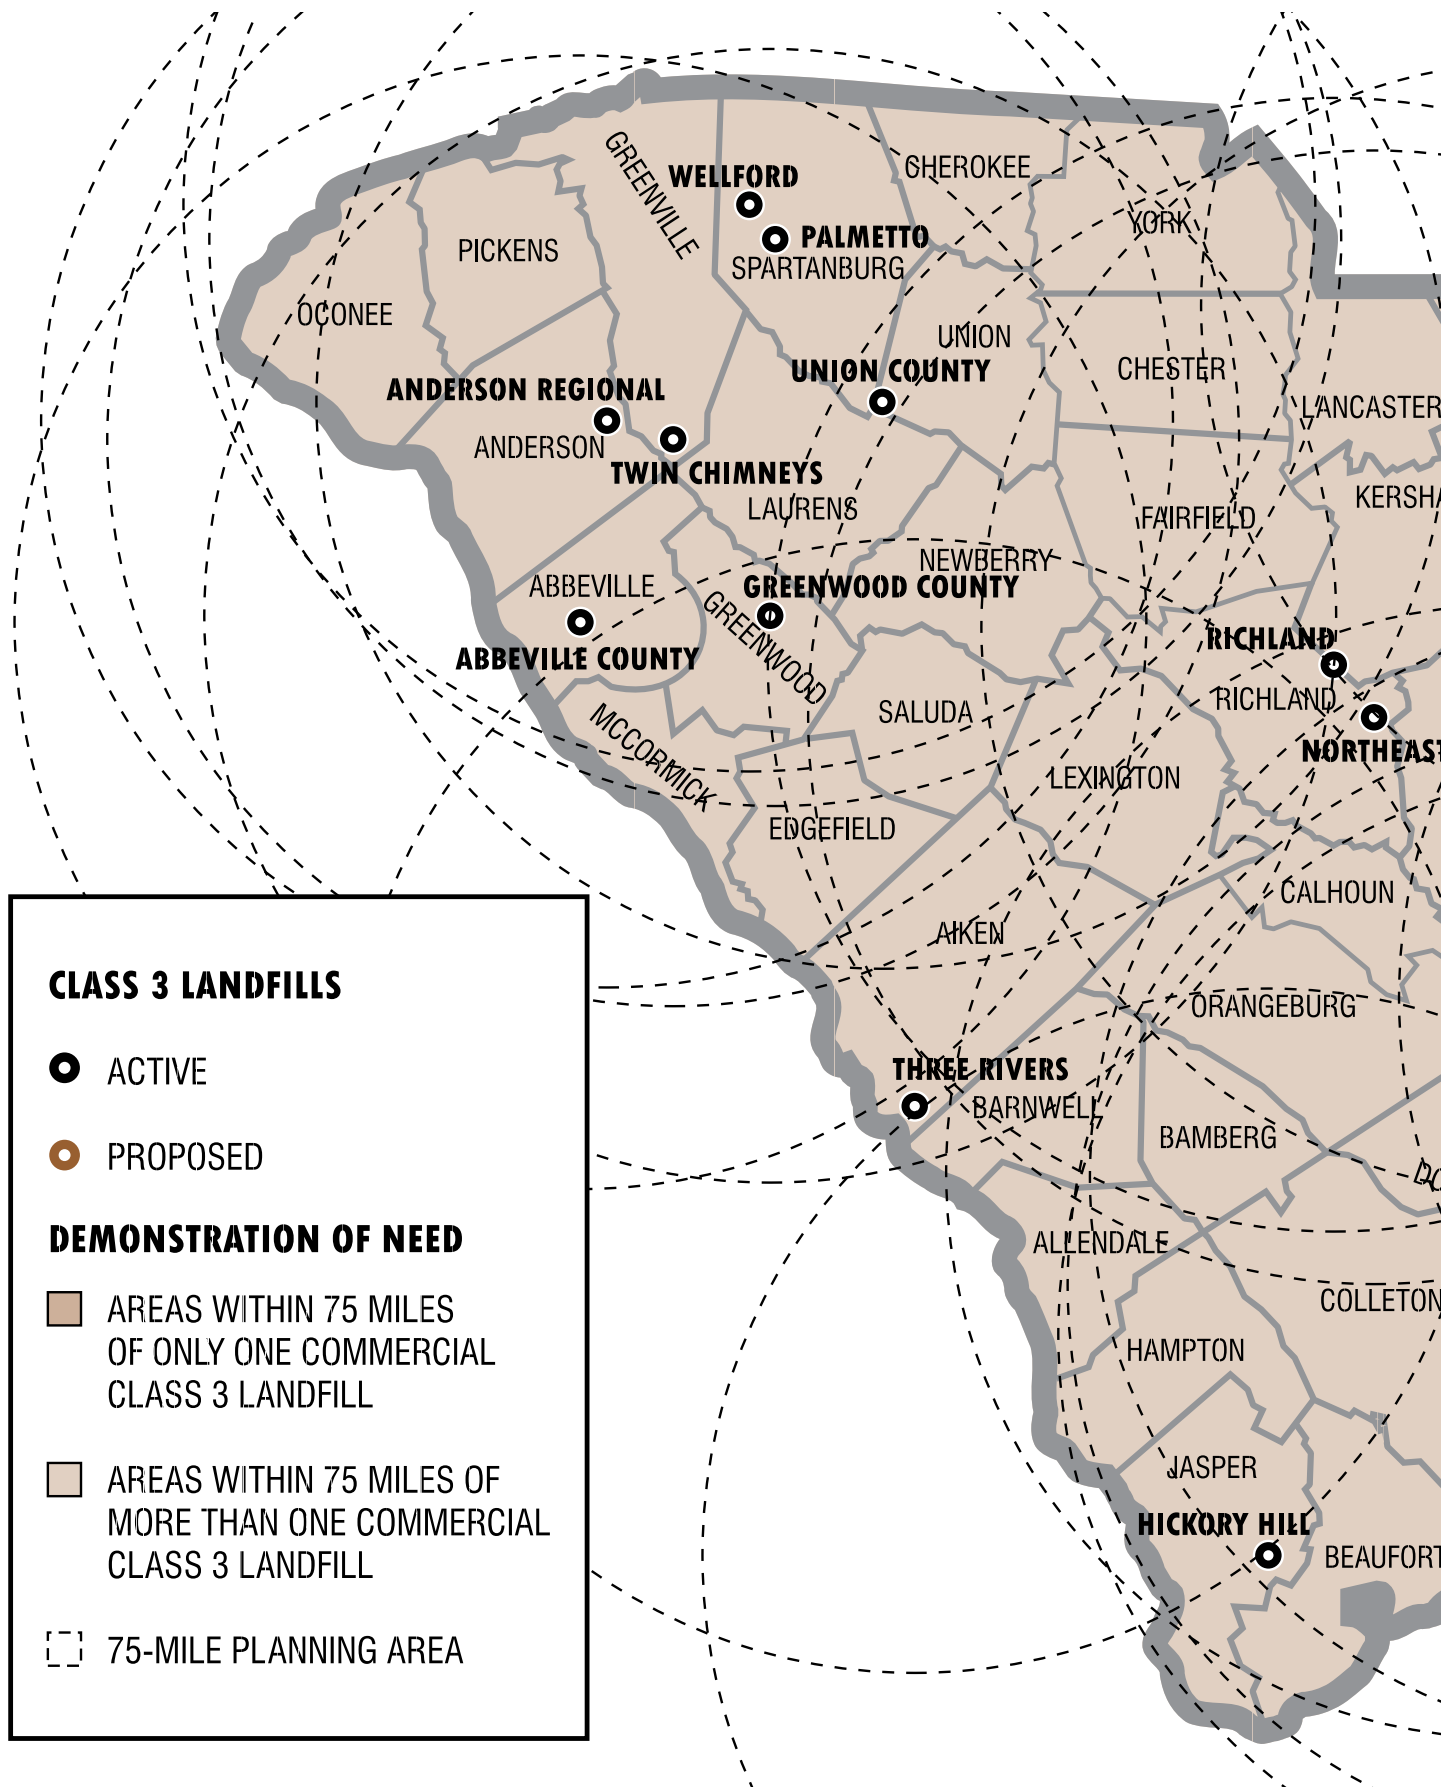 GREENVILLE
WELLFORD
CHEROKEE
YORK
PICKENS
PALMETTO
SPARTANBURG
OCONEE
UNION
UNION COUNTY
CHESTER
ANDERSON REGIONAL
LANCASTER
ANDERSON
TWIN CHIMNEYS
KERSHA
LAURENS
FAIRFIELD
NEWBERRY
ABBEVILLE
GREENWOOD COUNTY
GREENWOOD
ABBEVILLE COUNTY
RICHLAND
RICHLAND
MCCORMICK
SALUDA
NORTHEAST
LEXINGTON
EDGEFIELD
CALHOUN
AIKEN
ORANGEBURG
THREE RIVERS
BARNWELL
BAMBERG
DO
ALLENDALE
COLLETON
HAMPTON
JASPER
HICKORY HILL
BEAUFORT
CLASS 3 LANDFILLS
ACTIVE
PROPOSED
DEMONSTRATION OF NEED
AREAS WITHIN 75 MILES
OF ONLY ONE COMMERCIAL
CLASS 3 LANDFILL
AREAS WITHIN 75 MILES OF
MORE THAN ONE COMMERCIAL
CLASS 3 LANDFILL
75-MILE PLANNING AREA